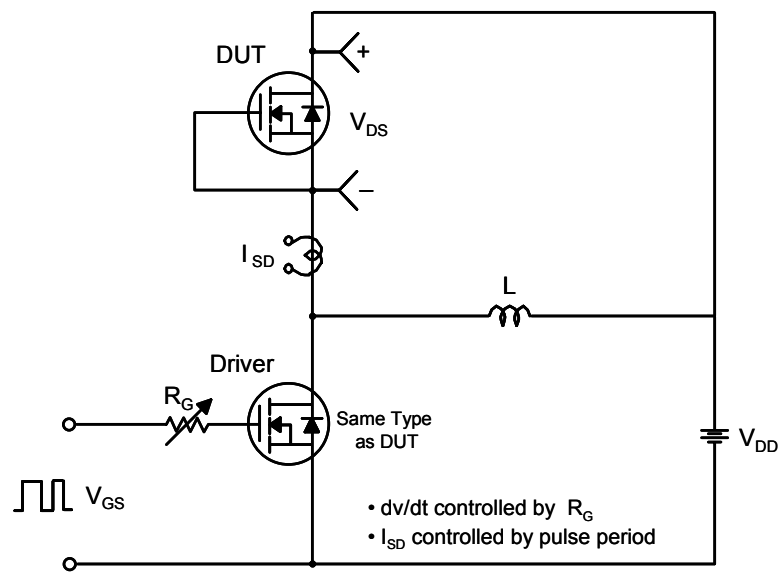 DUT
+
V_DS
–
I_SD
L
Driver
R_G
Same Type
as DUT
V_DD
V_GS
• dv/dt controlled by R_G
• I_SD controlled by pulse period